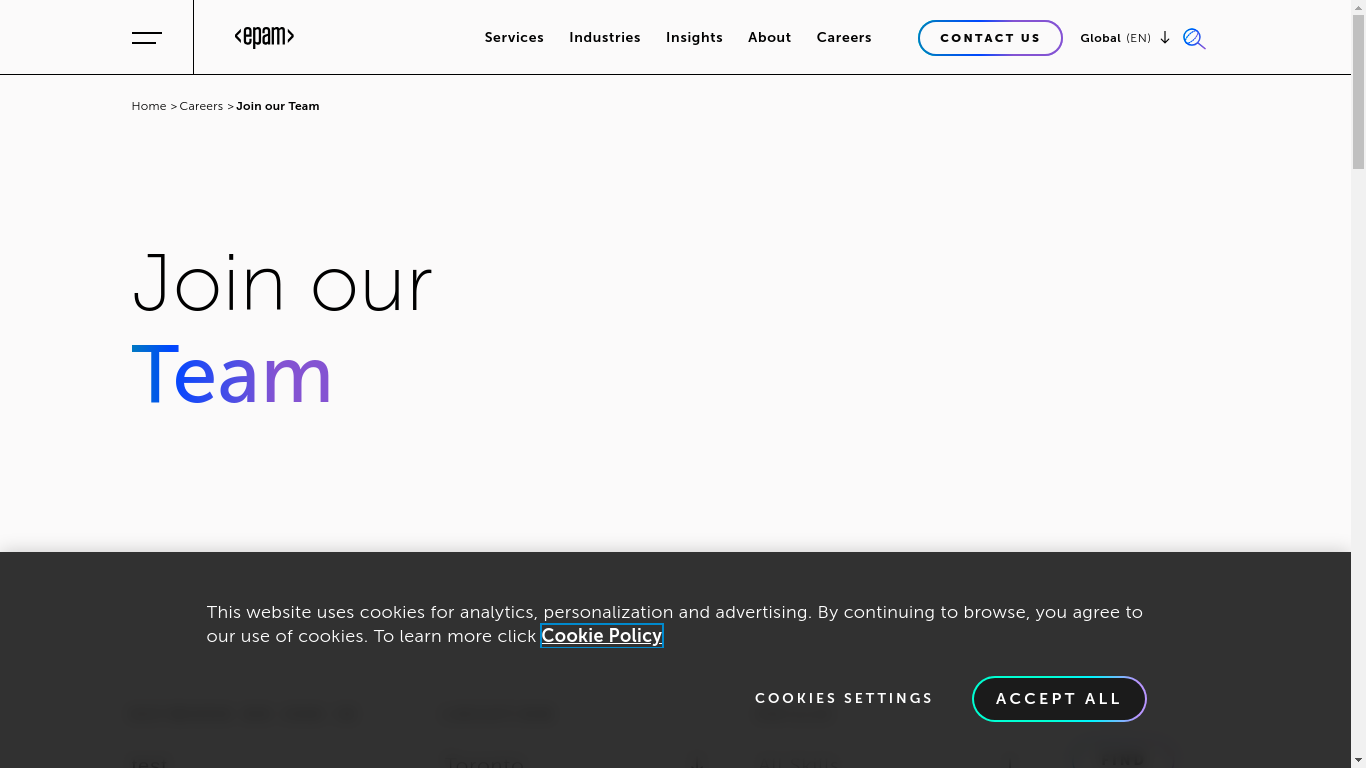 <epam>
Services
Industries
Insights
About
Careers
CONTACT US
Global (EN)
Home > Careers > Join our Team
Join our
Team
This website uses cookies for analytics, personalization and advertising. By continuing to browse, you agree to
our use of cookies. To learn more click Cookie Policy
COOKIES SETTINGS
ACCEPT ALL
Toronto